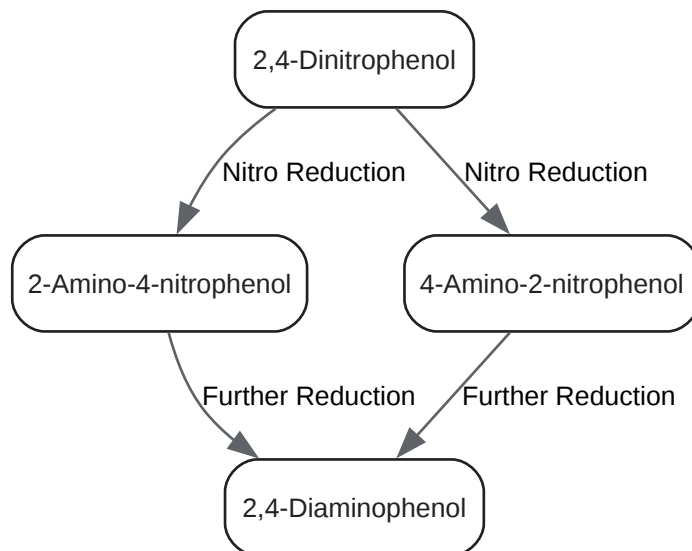 2,4-Dinitrophenol
Nitro Reduction
Nitro Reduction
2-Amino-4-nitrophenol
4-Amino-2-nitrophenol
Further Reduction
Further Reduction
2,4-Diaminophenol